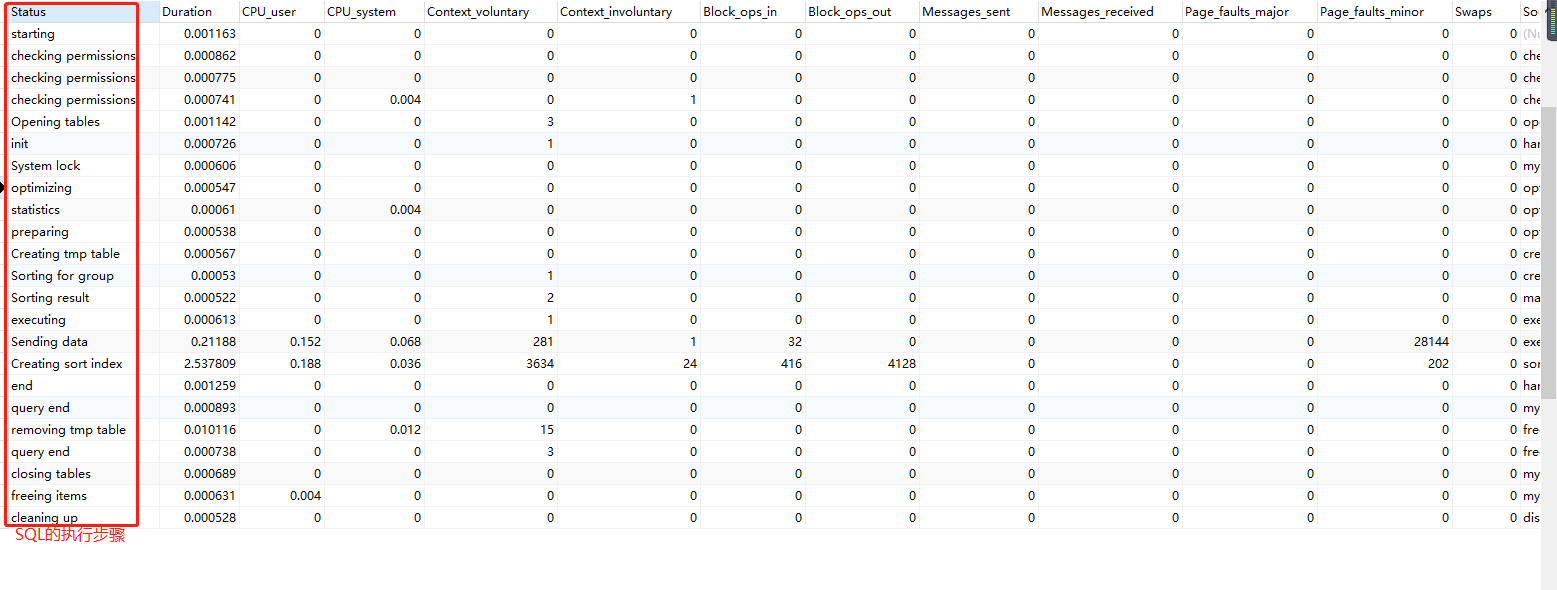 Status Duration CPU_user CPU_system Context_voluntary Context_involuntary Block_ops_in Block_ops_out Messages_sent Messages_received Page_faults_major Page_faults_minor Swaps So
starting 0.001163 0 0 0 0 0 0 0 0 0 0 0 (Nu
checking permissions 0.000862 0 0 0 0 0 0 0 0 0 0 0 che
checking permissions 0.000775 0 0 0 0 0 0 0 0 0 0 0 che
checking permissions 0.000741 0 0.004 0 1 0 0 0 0 0 0 0 che
Opening tables 0.001142 0 0 3 0 0 0 0 0 0 0 0 op
init 0.000726 0 0 1 0 0 0 0 0 0 0 0 har
System lock 0.000606 0 0 0 0 0 0 0 0 0 0 0 my
optimizing 0.000547 0 0 0 0 0 0 0 0 0 0 0 op
statistics 0.00061 0 0.004 0 0 0 0 0 0 0 0 0 op
preparing 0.000538 0 0 0 0 0 0 0 0 0 0 0 op
Creating tmp table 0.000567 0 0 0 0 0 0 0 0 0 0 0 cre
Sorting for group 0.00053 0 0 1 0 0 0 0 0 0 0 0 cre
Sorting result 0.000522 0 0 2 0 0 0 0 0 0 0 0 ma
executing 0.000613 0 0 1 0 0 0 0 0 0 0 0 exe
Sending data 0.21188 0.152 0.068 281 1 32 0 0 0 0 28144 0 exe
Creating sort index 2.537809 0.188 0.036 3634 24 416 4128 0 0 0 202 0 sor
end 0.001259 0 0 0 0 0 0 0 0 0 0 0 har
query end 0.000893 0 0 0 0 0 0 0 0 0 0 0 my
removing tmp table 0.010116 0 0.012 15 0 0 0 0 0 0 0 0 fre
query end 0.000738 0 0 3 0 0 0 0 0 0 0 0 fre
closing tables 0.000689 0 0 0 0 0 0 0 0 0 0 0 my
freeing items 0.000631 0.004 0 0 0 0 0 0 0 0 0 0 my
cleaning up 0.000528 0 0 0 0 0 0 0 0 0 0 0 dis
SQL的执行步骤